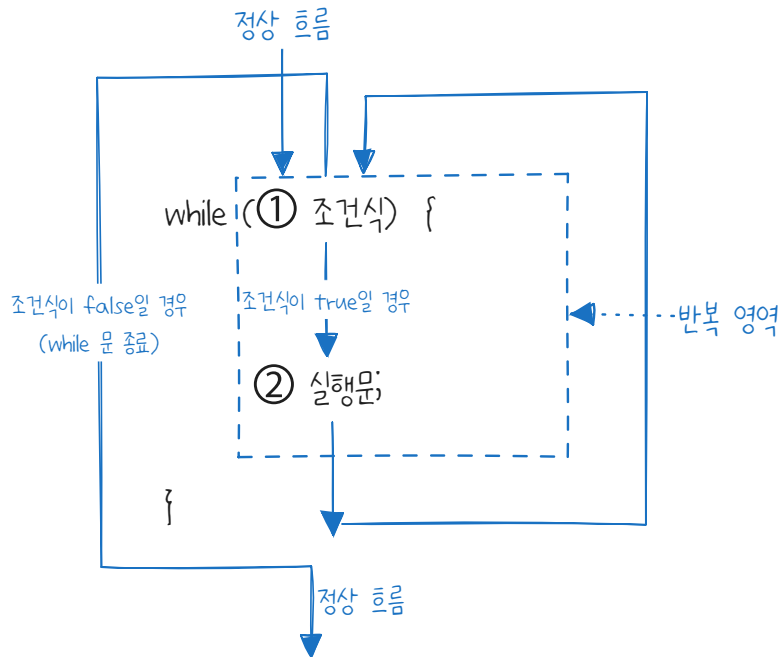 정상 흐름
while (① 조건식) {
조건식이 false일 경우
(while 문 종료)
조건식이 true일 경우
반복 영역
② 실행문;
}
정상 흐름